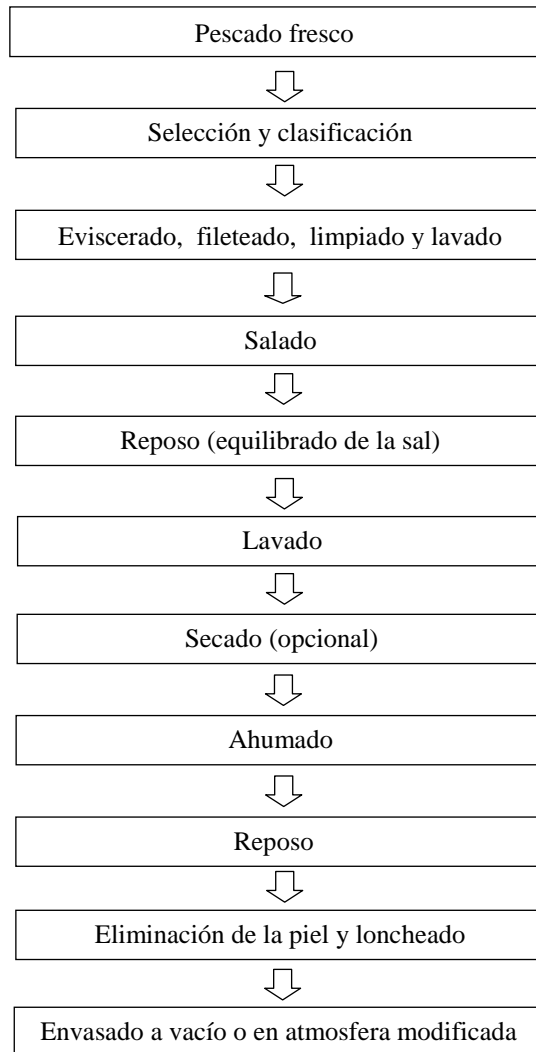 Pescado fresco
Selección y clasificación
Eviscerado, fileteado, limpiado y lavado
Salado
Reposo (equilibrado de la sal)
Lavado
Secado (opcional)
Ahumado
Reposo
Eliminación de la piel y loncheado
Envasado a vacío o en atmosfera modificada